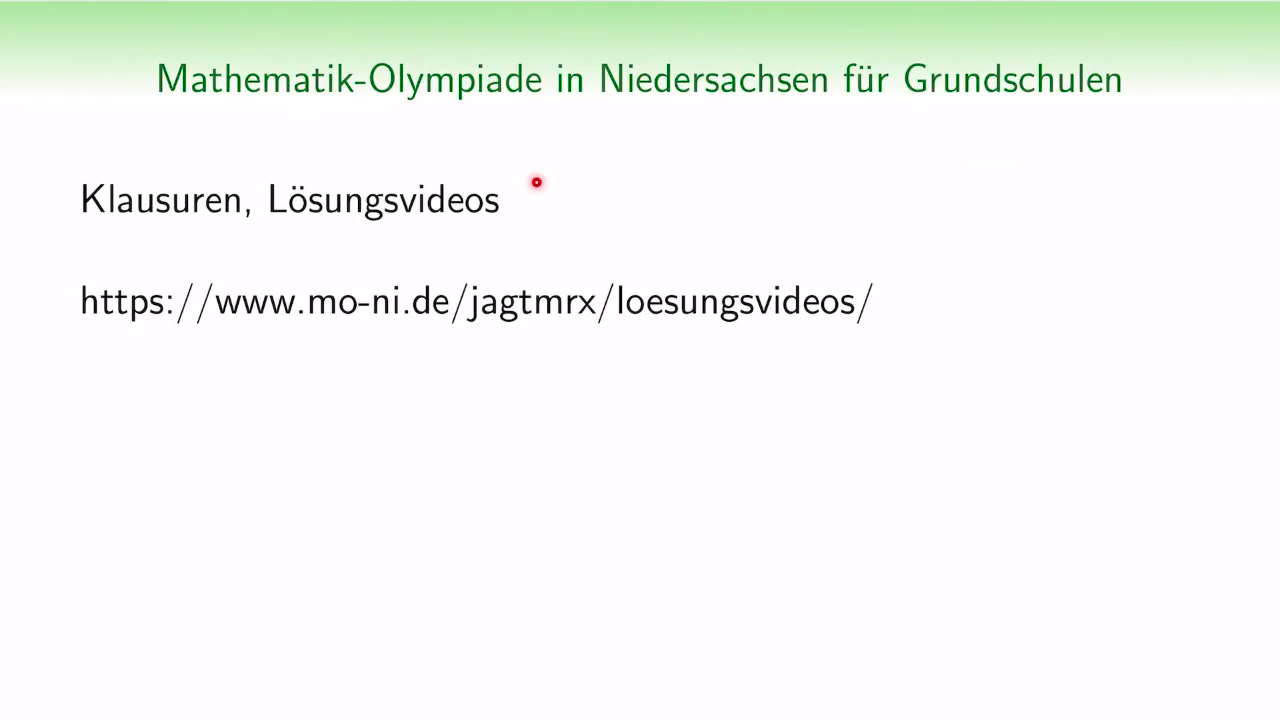 Mathematik-Olympiade in Niedersachsen für Grundschulen
Klausuren, Lösungsvideos
https://www.mo-ni.de/jagtmrx/loesungsvideos/